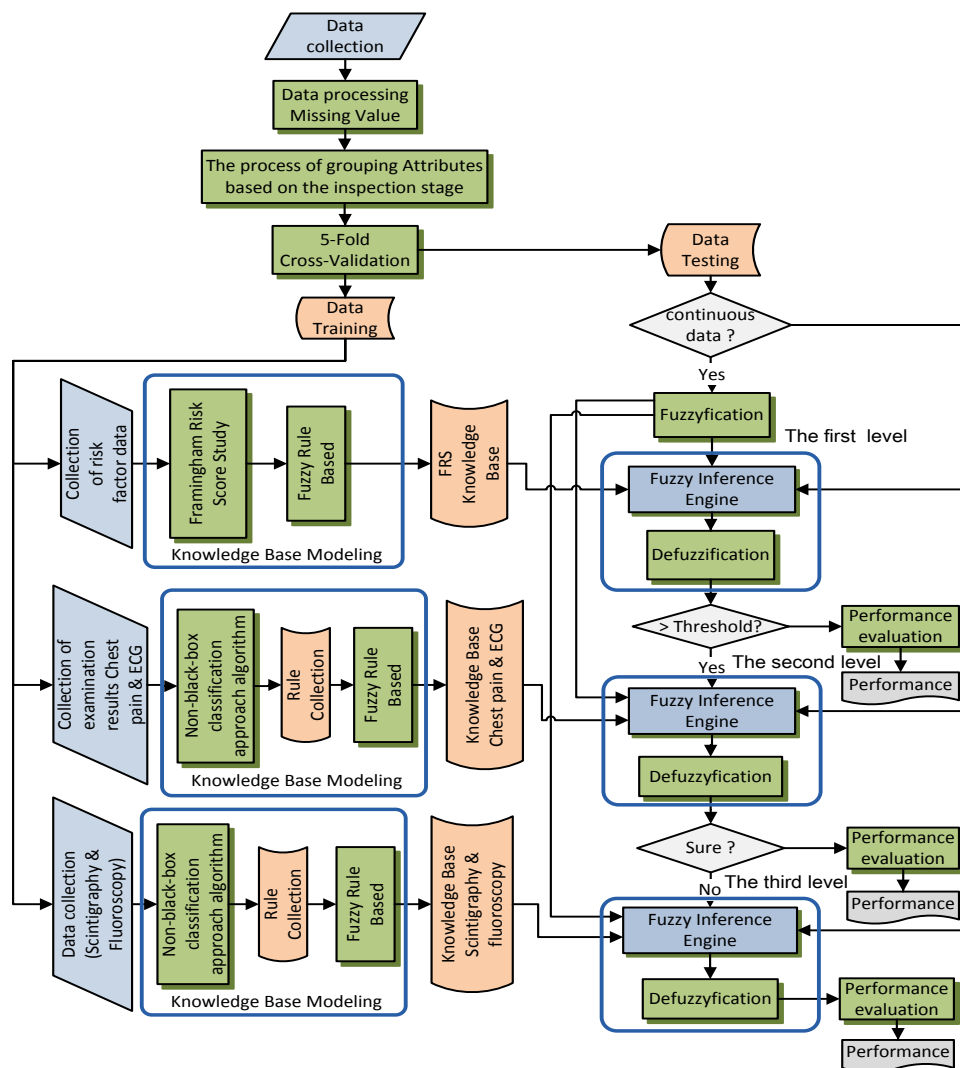 Data
collection
Data processing
Missing Value
The process of grouping Attributes
based on the inspection stage
5-Fold
Cross-Validation
Data
Testing
Data
Training
continuous
data ?
Yes
Fuzzyfication
The first level
Collection
of risk
factor data
Framingham Risk
Score Study
Fuzzy Rule
Based
Knowledge Base Modeling
FRS
Knowledge
Base
Fuzzy Inference
Engine
Defuzzification
> Threshold?
Performance
evaluation
Performance
Yes
The second level
Collection of
examination
results Chest
pain & ECG
Non-black-box
classification
approach algorithm
Rule
Collection
Fuzzy Rule
Based
Knowledge Base Modeling
Knowledge Base
Chest pain & ECG
Fuzzy Inference
Engine
Defuzzyfication
Sure ?
Performance
evaluation
Performance
No
The third level
Data collection
(Scintigraphy &
Fluoroscopy)
Non-black-box
classification
approach algorithm
Rule
Collection
Fuzzy Rule
Based
Knowledge Base Modeling
Knowledge Base
Scintigraphy &
fluoroscopy
Fuzzy Inference
Engine
Defuzzyfication
Performance
evaluation
Performance